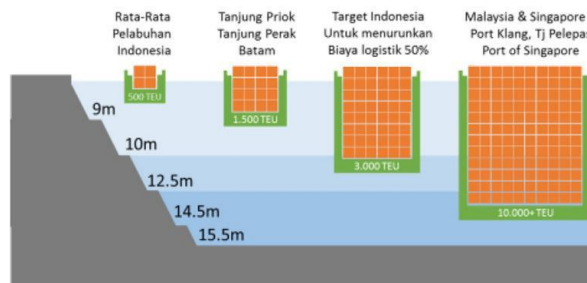 Rata-Rata
Pelabuhan
Indonesia
Tanjung Priok
Tanjung Perak
Batam
Target Indonesia
Untuk menurunkan
Biaya logistik 50%
Malaysia & Singapore
Port Klang, Tj Pelepas
Port of Singapore
500 TEU
1.500 TEU
3.000 TEU
10.000+ TEU
9m
10m
12.5m
14.5m
15.5m